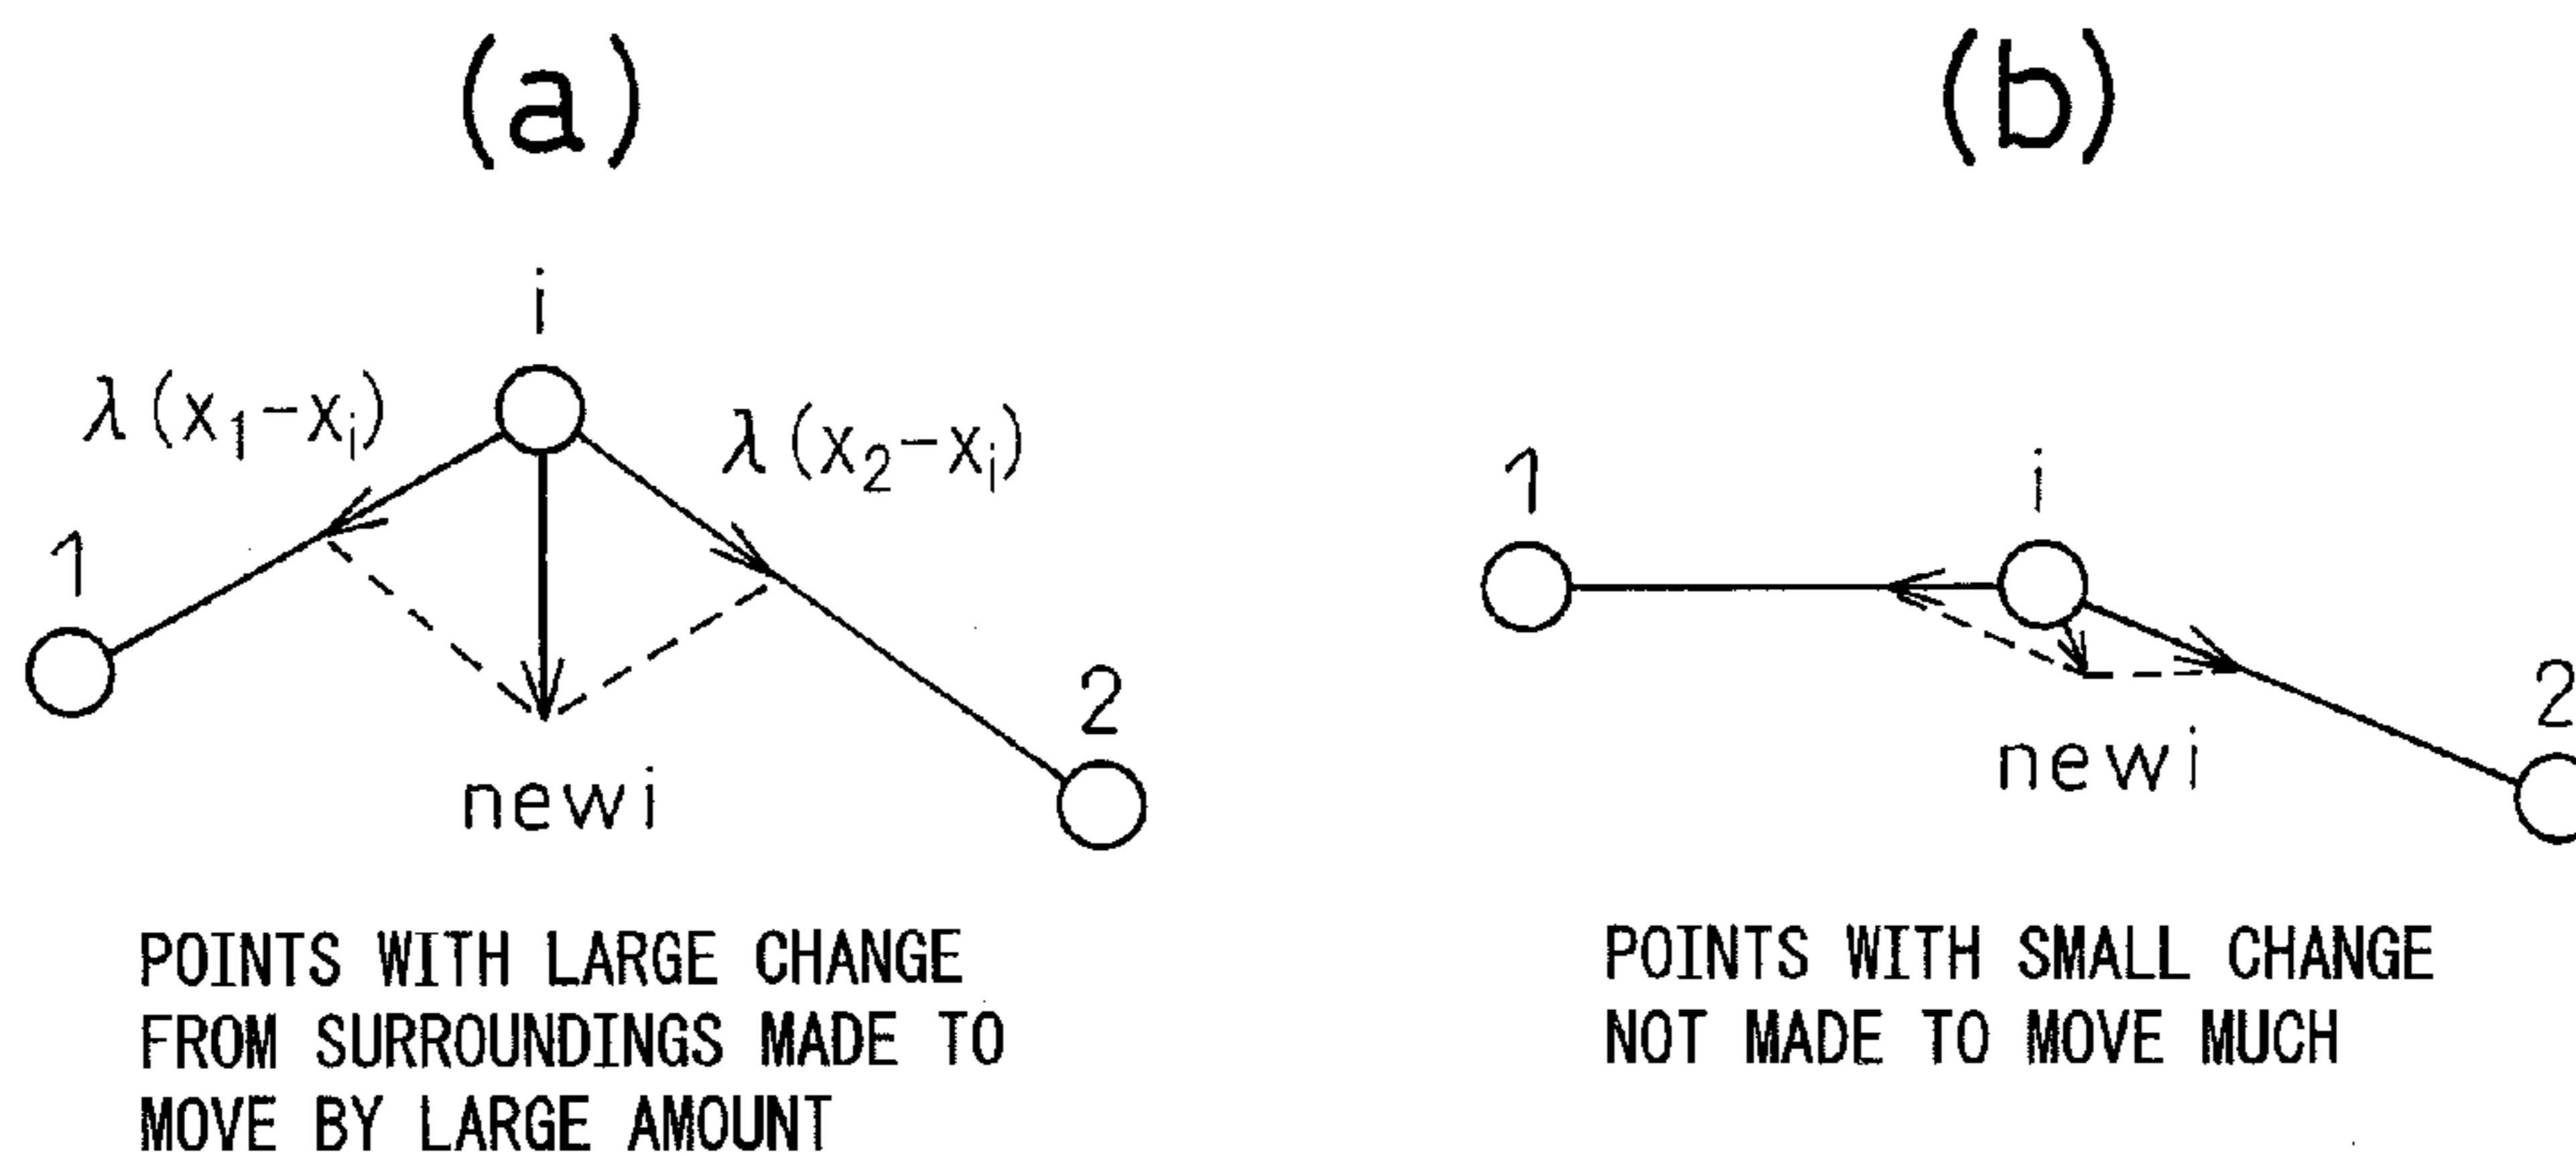 (a)
(b)
i
λ(x₁-xᵢ)
λ(x₂-xᵢ)
1
2
newi
1
i
2
newi
POINTS WITH LARGE CHANGE
FROM SURROUNDINGS MADE TO
MOVE BY LARGE AMOUNT
POINTS WITH SMALL CHANGE
NOT MADE TO MOVE MUCH